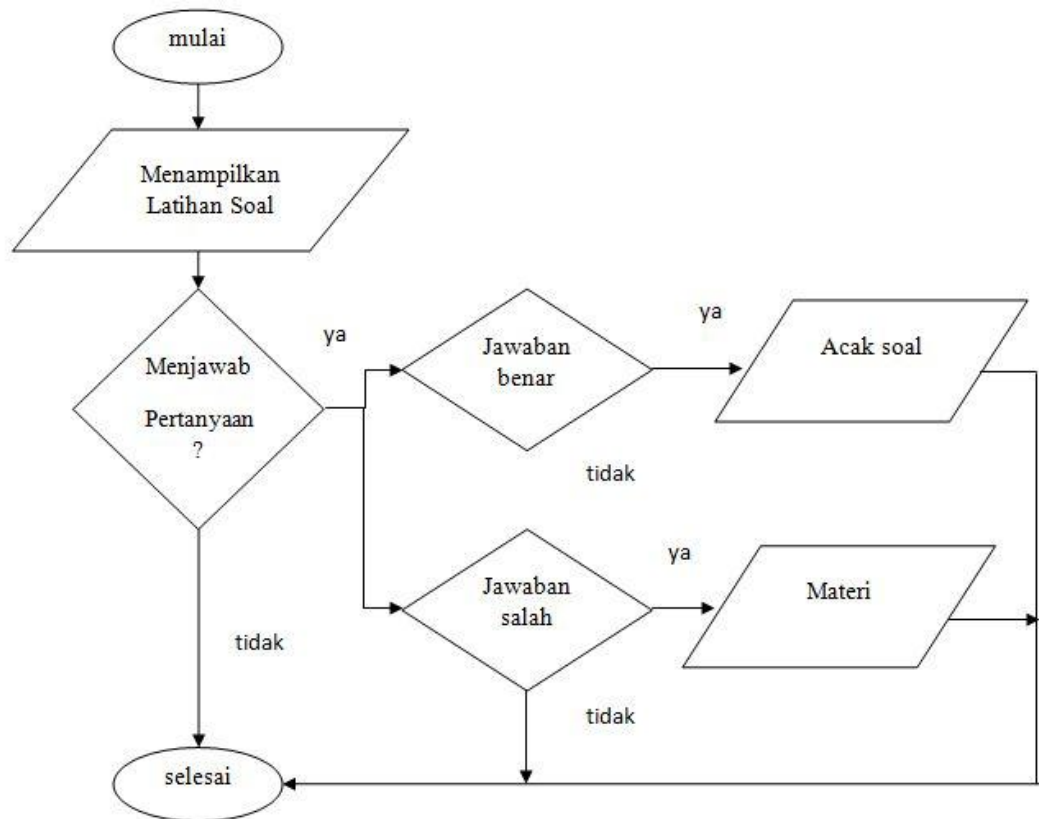 mulai
Menampilkan
Latihan Soal
Menjawab
Pertanyaan
?
ya
Jawaban
benar
ya
Acak soal
tidak
Jawaban
salah
ya
Materi
tidak
tidak
selesai